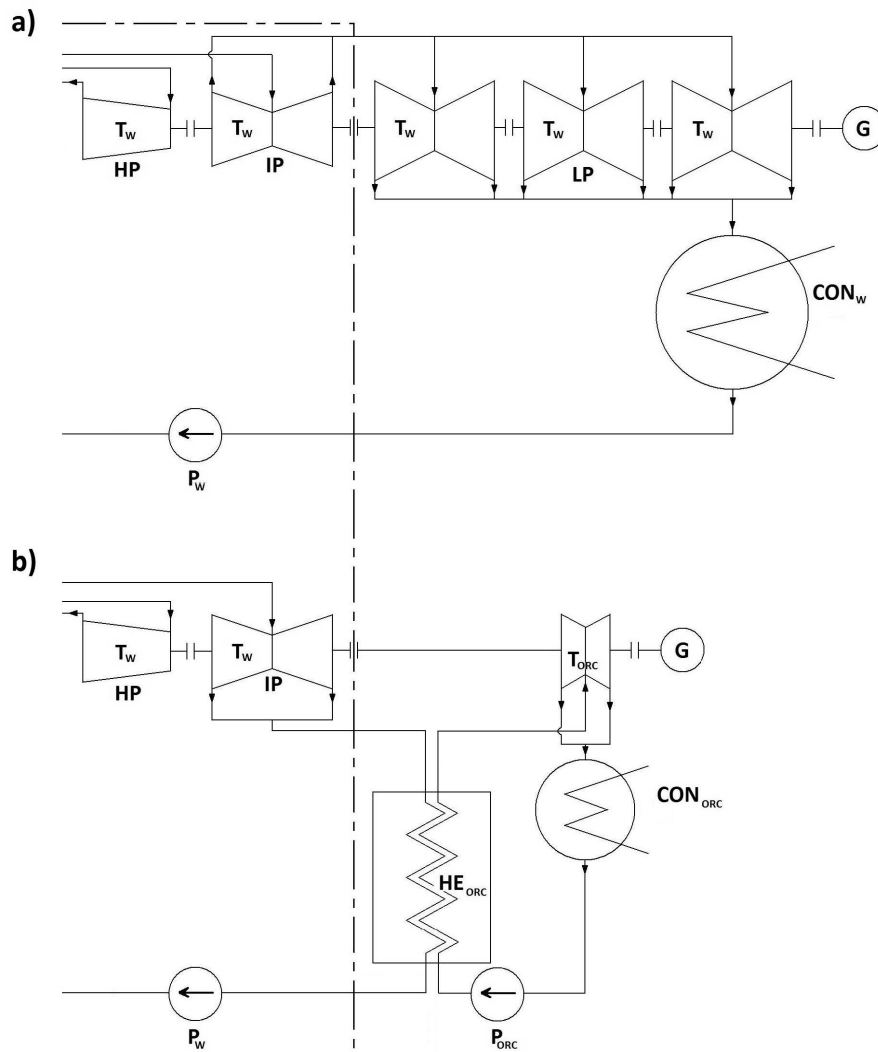 a)
T_W T_W T_W T_W T_W G
HP IP LP
CON_W
P_W
b)
T_W T_W T_ORC G
HP IP
CON_ORC
HE_ORC
P_W P_ORC